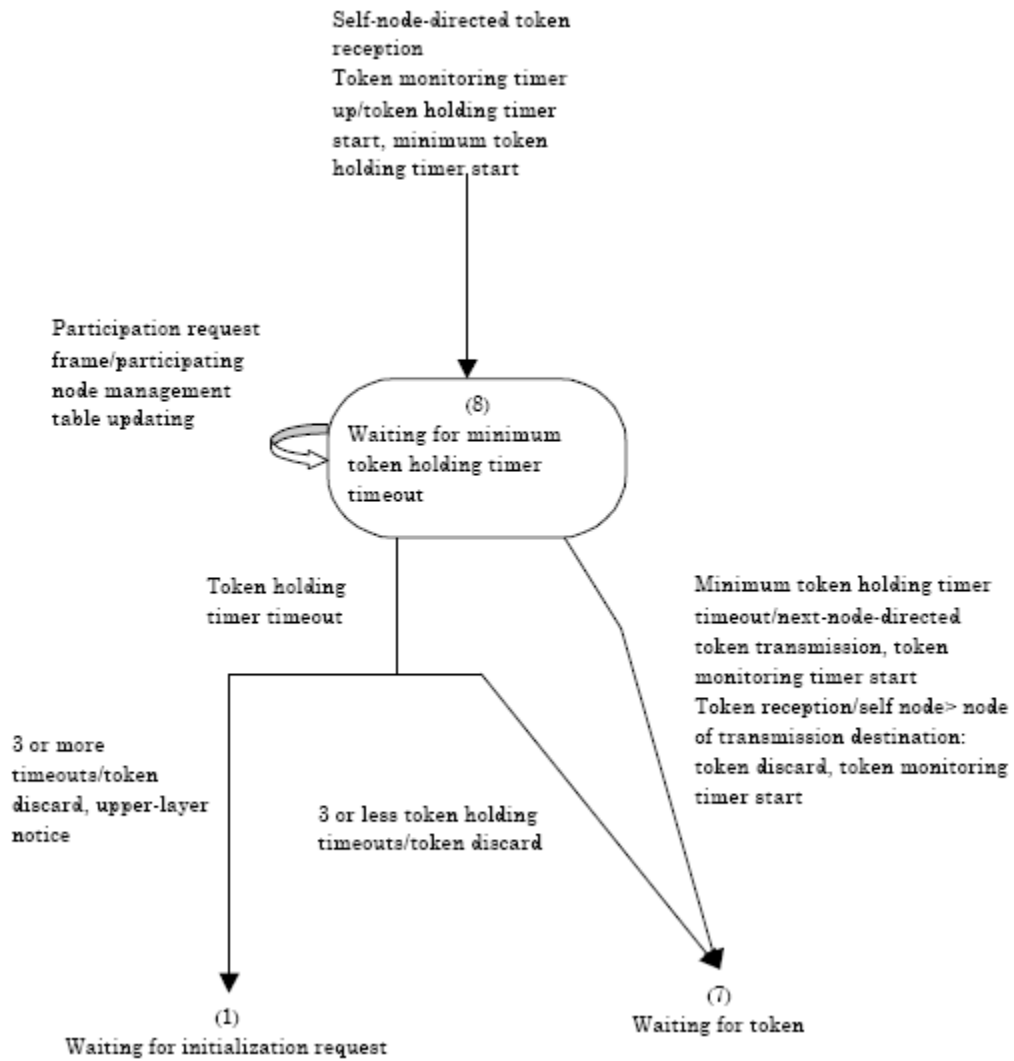 Self-node-directed token
reception
Token monitoring timer
up/token holding timer
start, minimum token
holding timer start
Participation request
frame/participating
node management
table updating
(8)
Waiting for minimum
token holding timer
timeout
Token holding
timer timeout
Minimum token holding timer
timeout/next-node-directed
token transmission, token
monitoring timer start
Token reception/self node> node
of transmission destination:
token discard, token monitoring
timer start
3 or more
timeouts/token
discard, upper-layer
notice
3 or less token holding
timeouts/token discard
(1)
Waiting for initialization request
(7)
Waiting for token